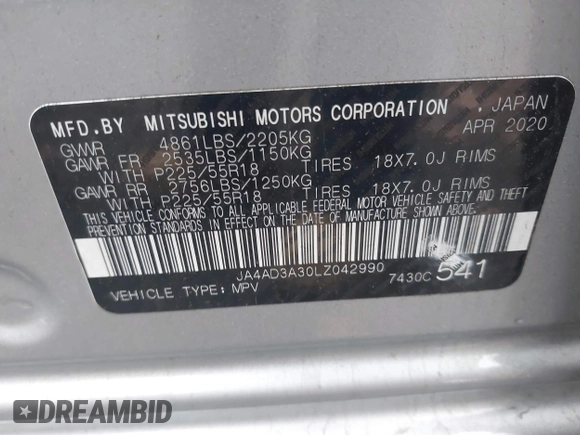 MFD.BY MITSUBISHI MOTORS CORPORATION , JAPAN
GVWR 4861LBS/2205KG APR 2020
GAWR FR 2535LBS/1150KG
WITH P225/55R18 TIRES 18X7.0J RIMS
GAWR RR 2756LBS/1250KG
WITH P225/55R18 TIRES 18X7.0J RIMS
THIS VEHICLE CONFORMS TO ALL APPLICABLE FEDERAL MOTOR VEHICLE SAFETY AND THEFT
PREVENTION STANDARDS IN EFFECT ON THE DATE OF MANUFACTURE SHOWN ABOVE.
JA4AD3A30LZ042990 7430C 541
VEHICLE TYPE: MPV
DREAMBID